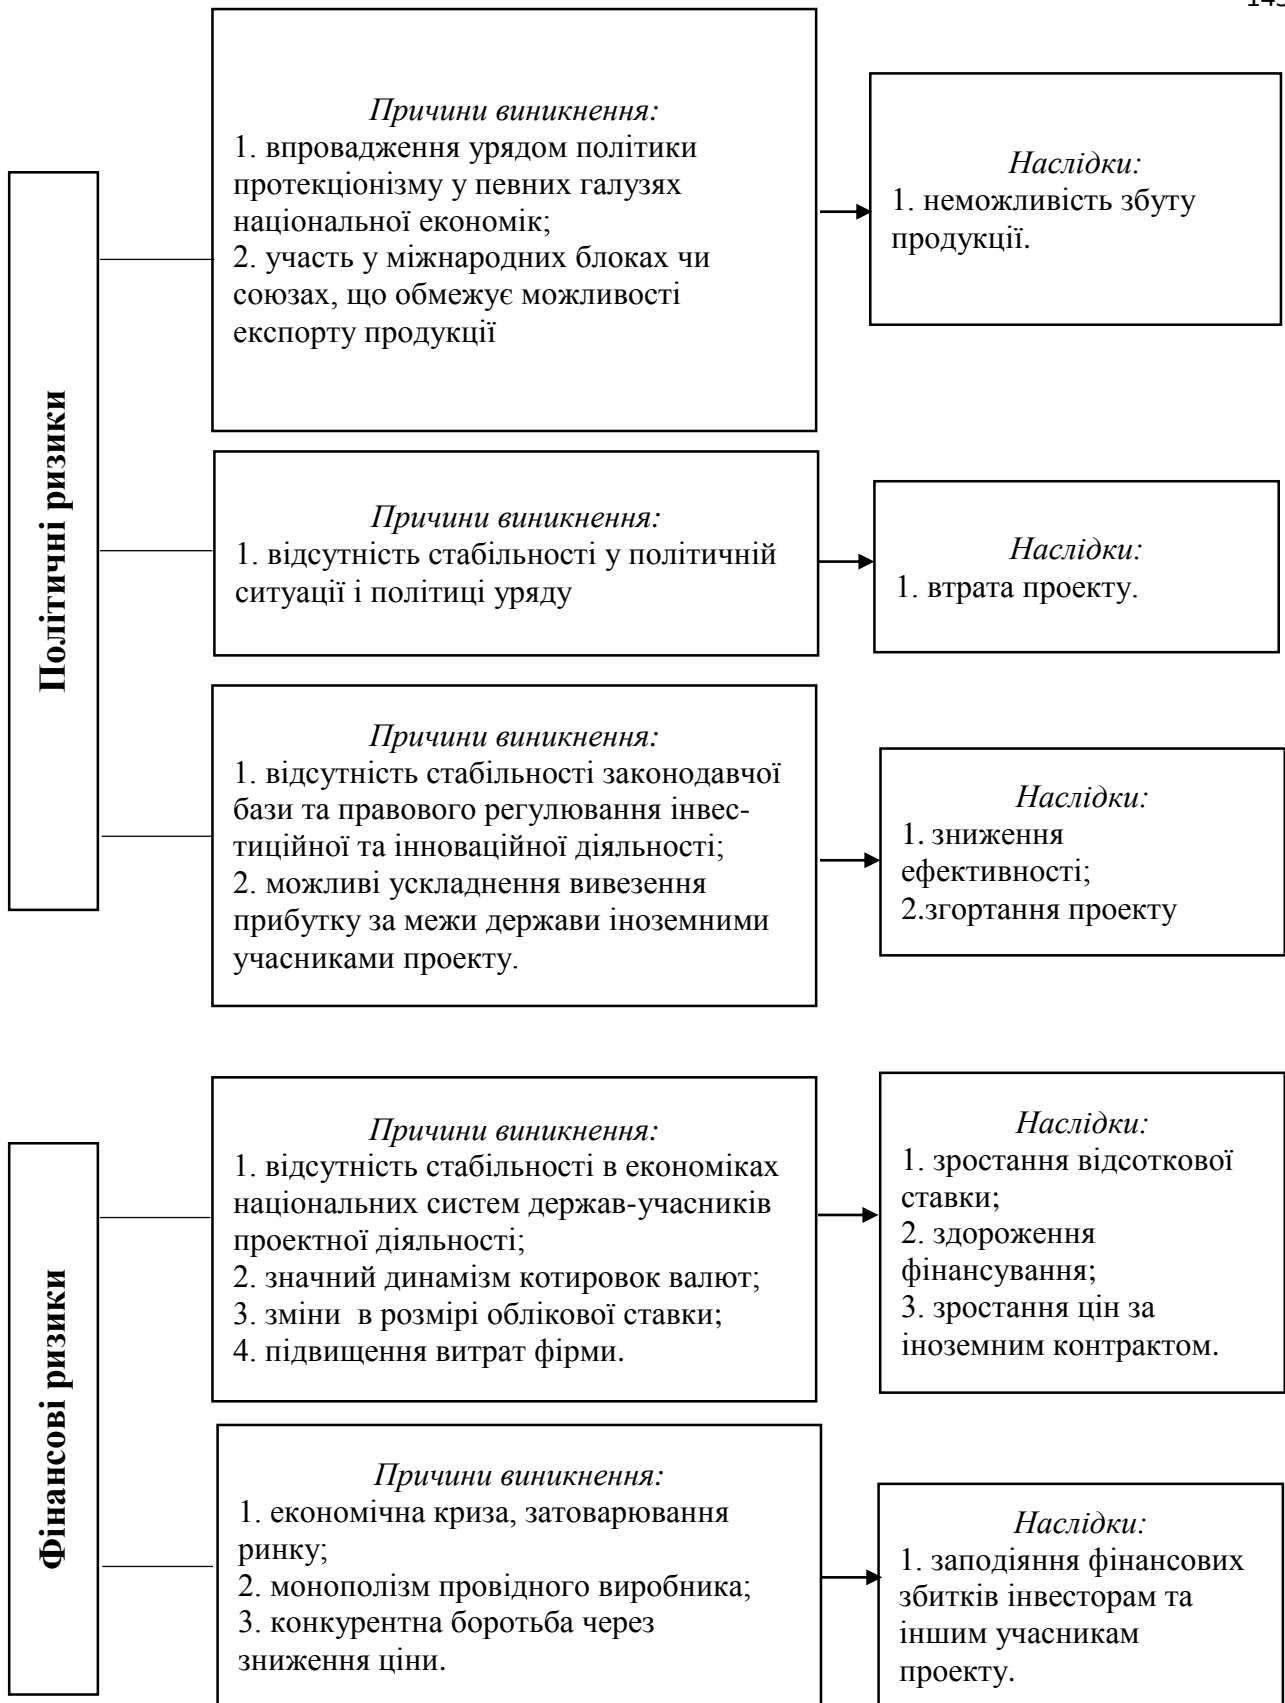 Політичні ризики
Причини виникнення:
1. впровадження урядом політики
протекціонізму у певних галузях
національної економік;
2. участь у міжнародних блоках чи
союзах, що обмежує можливості
експорту продукції
Наслідки:
1. неможливість збуту
продукції.
Причини виникнення:
1. відсутність стабільності у політичній
ситуації і політиці уряду
Наслідки:
1. втрата проекту.
Причини виникнення:
1. відсутність стабільності законодавчої
бази та правового регулювання інвес-
тиційної та інноваційної діяльності;
2. можливі ускладнення вивезення
прибутку за межи держави іноземними
учасниками проекту.
Наслідки:
1. зниження
ефективності;
2.згортання проекту
Фінансові ризики
Причини виникнення:
1. відсутність стабільності в економіках
національних систем держав-учасників
проектної діяльності;
2. значний динамізм котировок валют;
3. зміни  в розмірі облікової ставки;
4. підвищення витрат фірми.
Наслідки:
1. зростання відсоткової
ставки;
2. здороження
фінансування;
3. зростання цін за
іноземним контрактом.
Причини виникнення:
1. економічна криза, затоварювання
ринку;
2. монополізм провідного виробника;
3. конкурентна боротьба через
зниження ціни.
Наслідки:
1. заподіяння фінансових
збитків інвесторам та
іншим учасникам
проекту.